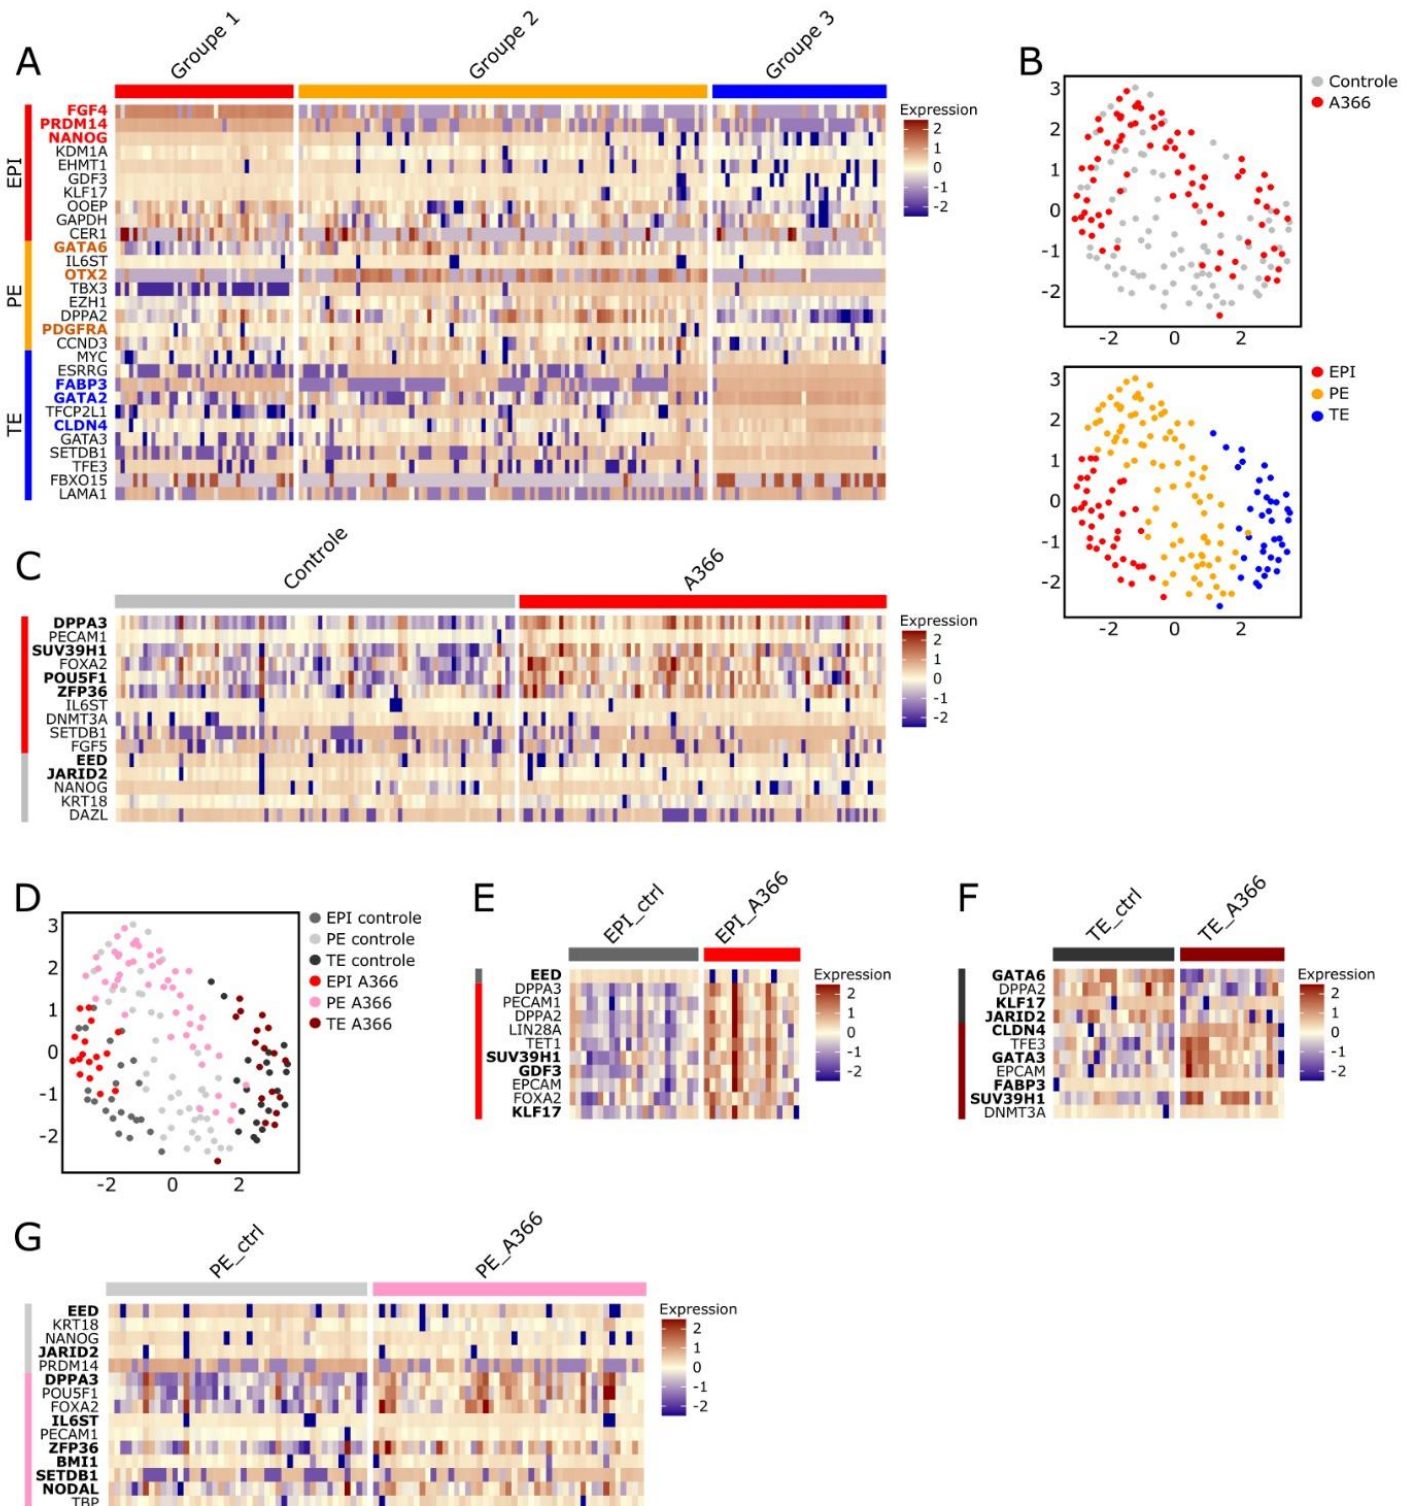 A
Groupe 1
Groupe 2
Groupe 3
EPI
PE
TE
FGF4
PRDM14
NANOG
KDM1A
EHMT1
GDF3
KLF17
OOEP
GAPDH
CER1
GATA6
IL6ST
OTX2
TBX3
EZH1
DPPA2
PDGFRA
CCND3
MYC
ESRRG
FABP3
GATA2
TFCP2L1
CLDN4
GATA3
SETDB1
TFE3
FBXO15
LAMA1
Expression
2
1
0
-1
-2
B
3
2
1
0
-1
-2
-2 0 2
Controle
A366
3
2
1
0
-1
-2
-2 0 2
EPI
PE
TE
C
Controle
A366
DPPA3
PECAM1
SUV39H1
FOXA2
POU5F1
ZFP36
IL6ST
DNMT3A
SETDB1
FGF5
EED
JARID2
NANOG
KRT18
DAZL
Expression
2
1
0
-1
-2
D
3
2
1
0
-1
-2
-2 0 2
EPI controle
PE controle
TE controle
EPI A366
PE A366
TE A366
E
EPI_ctrl
EPI_A366
EED
DPPA3
PECAM1
DPPA2
LIN28A
TET1
SUV39H1
GDF3
EPCAM
FOXA2
KLF17
Expression
2
1
0
-1
-2
F
TE_ctrl
TE_A366
GATA6
DPPA2
KLF17
JARID2
CLDN4
TFE3
GATA3
EPCAM
FABP3
SUV39H1
DNMT3A
Expression
2
1
0
-1
-2
G
PE_ctrl
PE_A366
EED
KRT18
NANOG
JARID2
PRDM14
DPPA3
POU5F1
FOXA2
IL6ST
PECAM1
ZFP36
BMI1
SETDB1
NODAL
TBP
Expression
2
1
0
-1
-2